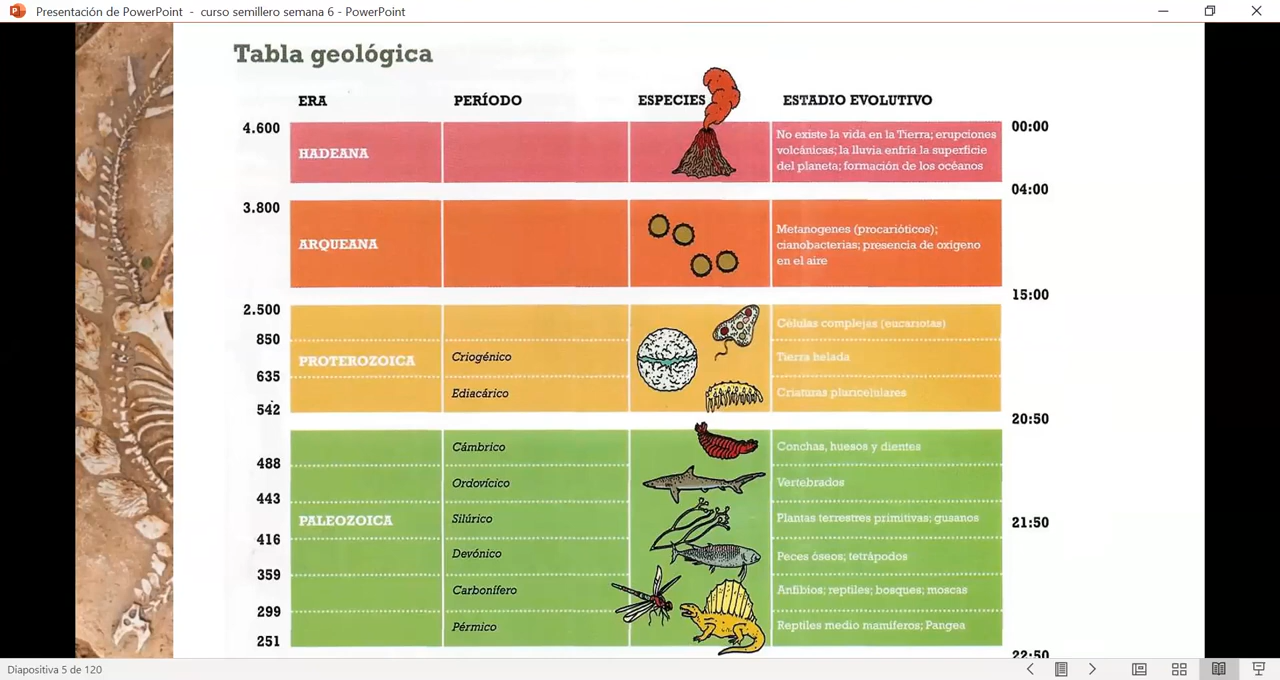 Presentación de PowerPoint - curso semillero semana 6 - PowerPoint
Tabla geológica
ERA PERÍODO ESPECIES ESTADIO EVOLUTIVO
4.600
00:00
HADEANA
No existe la vida en la Tierra; erupciones
volcánicas; la lluvia enfría la superficie
del planeta; formación de los océanos
04:00
3.800
ARQUEANA
Metanogenes (procarióticos);
cianobacterias; presencia de oxígeno
en el aire
15:00
2.500
Células complejas (eucariotas)
850
PROTEROZOICA
Criogénico
Tierra helada
635
Ediacárico
Criaturas pluricelulares
542
20:50
Cámbrico
Conchas, huesos y dientes
488
Ordovícico
Vertebrados
443
PALEOZOICA
Silúrico
Plantas terrestres primitivas; gusanos
21:50
416
Devónico
Peces óseos; tetrápodos
359
Carbonífero
Anfibios; reptiles; bosques; moscas
299
Pérmico
Reptiles medio mamíferos; Pangea
251
22:50
Diapositiva 5 de 120